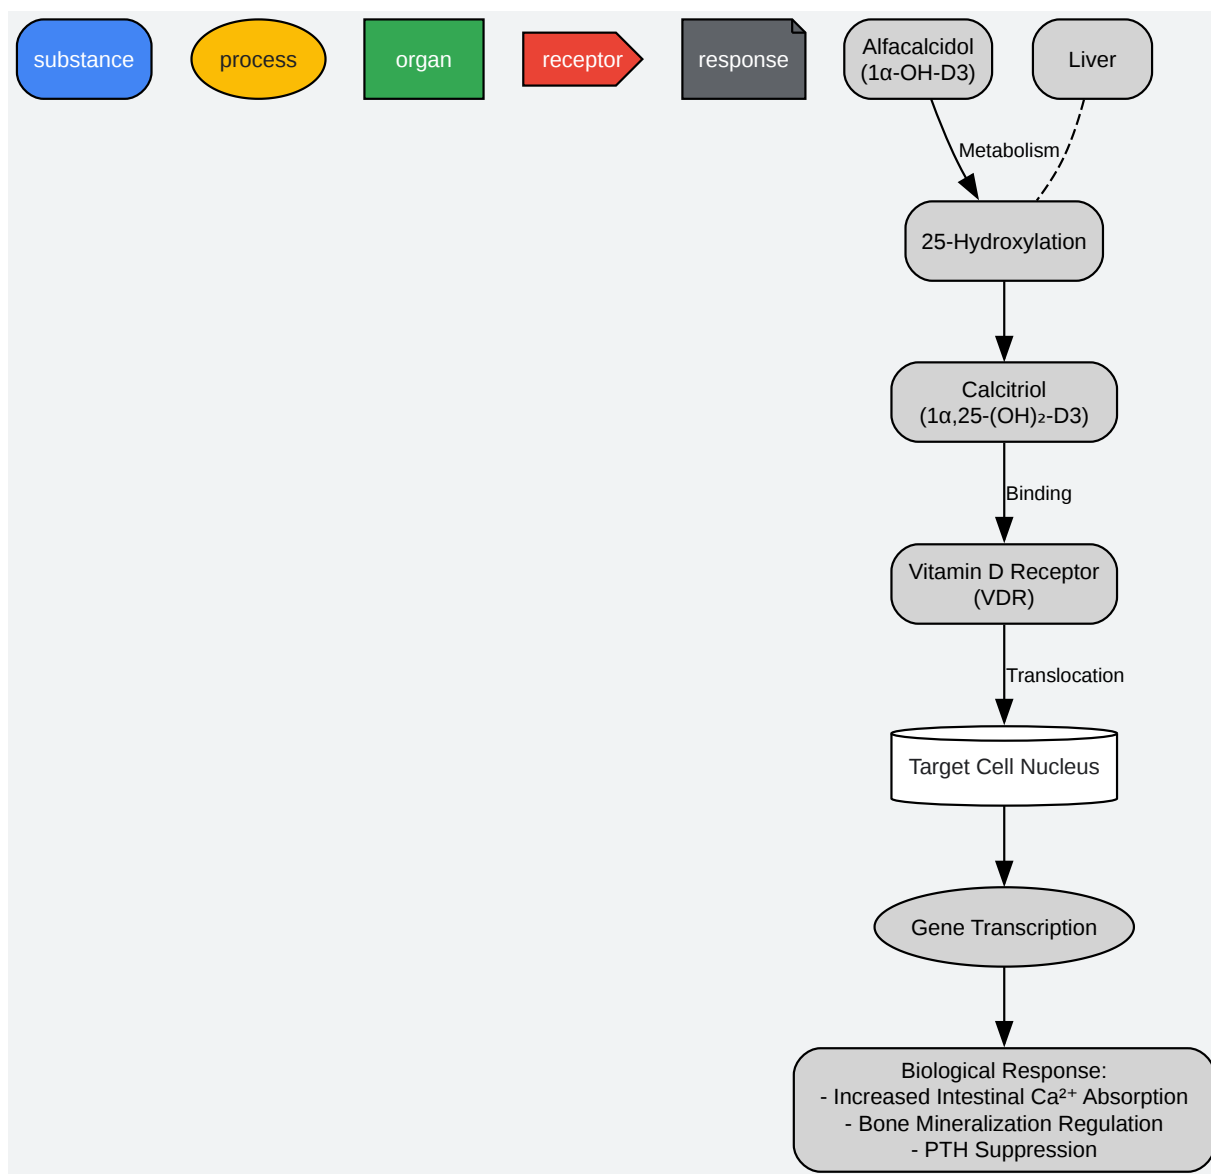 substance
process
organ
receptor
response
Alfacalcidol
(1α-OH-D3)
Liver
Metabolism
25-Hydroxylation
Calcitriol
(1α,25-(OH)₂-D3)
Binding
Vitamin D Receptor
(VDR)
Translocation
Target Cell Nucleus
Gene Transcription
Biological Response:
- Increased Intestinal Ca²⁺ Absorption
- Bone Mineralization Regulation
- PTH Suppression